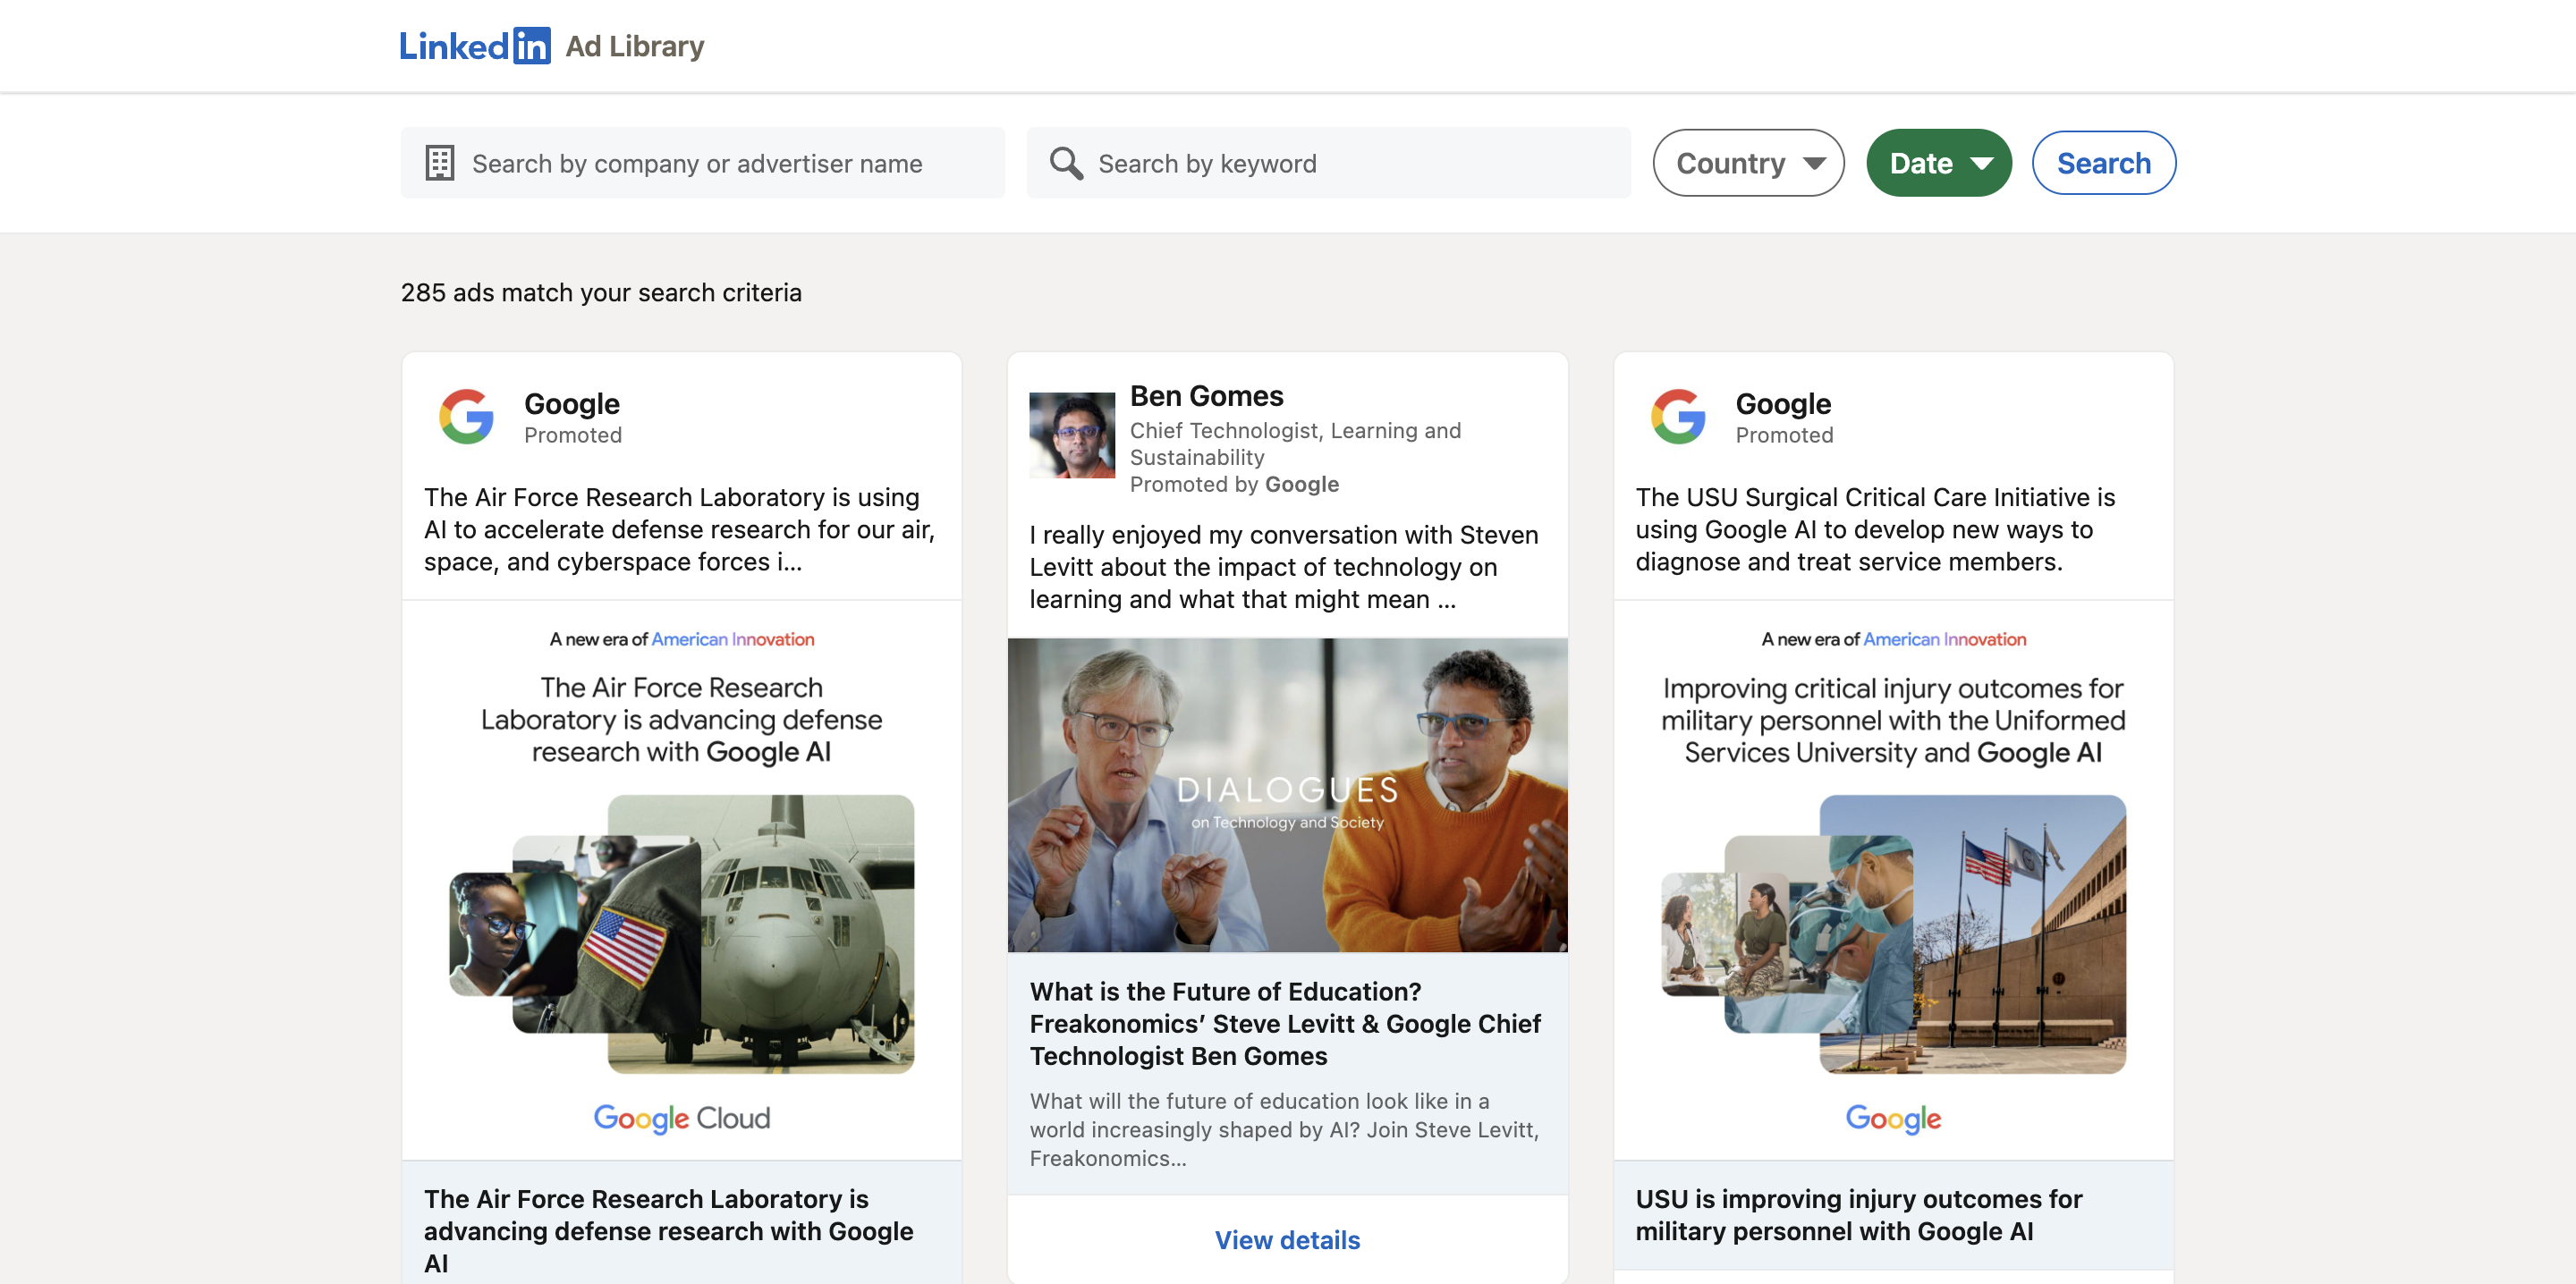 Linkedin Ad Library
Search by company or advertiser name
Search by keyword
Country
Date
Search
285 ads match your search criteria
Google
Promoted
The Air Force Research Laboratory is using
AI to accelerate defense research for our air,
space, and cyberspace forces i...
A new era of American Innovation
The Air Force Research
Laboratory is advancing defense
research with Google AI
Google Cloud
The Air Force Research Laboratory is
advancing defense research with Google
AI
Ben Gomes
Chief Technologist, Learning and
Sustainability
Promoted by Google
I really enjoyed my conversation with Steven
Levitt about the impact of technology on
learning and what that might mean ...
DIALOGUES
on Technology and Society
What is the Future of Education?
Freakonomics’ Steve Levitt & Google Chief
Technologist Ben Gomes
What will the future of education look like in a
world increasingly shaped by AI? Join Steve Levitt,
Freakonomics...
View details
Google
Promoted
The USU Surgical Critical Care Initiative is
using Google AI to develop new ways to
diagnose and treat service members.
A new era of American Innovation
Improving critical injury outcomes for
military personnel with the Uniformed
Services University and Google AI
Google
USU is improving injury outcomes for
military personnel with Google AI